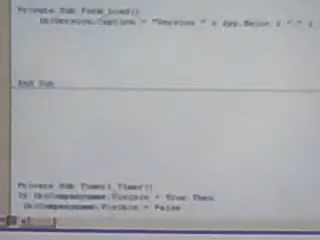 Private Sub Form_Load()
lblVersion.Caption = "Version " & App.Major & "." &
End Sub
Private Sub Timer1_Timer()
If lblCompanyname.Visible = True Then
lblCompanyname.Visible = False